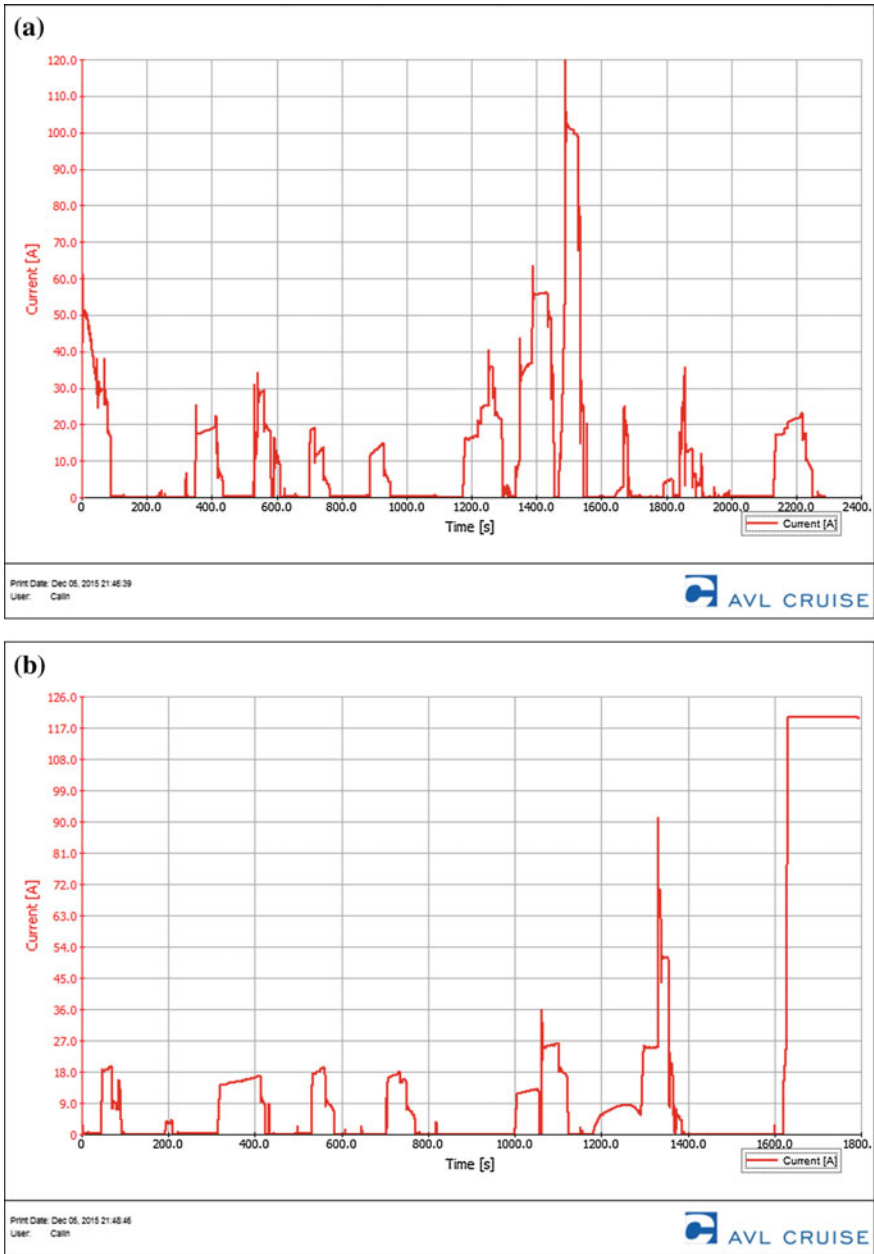 (a)
120.0
110.0
100.0
90.0
80.0
70.0
60.0
50.0
40.0
30.0
20.0
10.0
0
Current [A]
0 200.0 400.0 600.0 800.0 1000.0 1200.0 1400.0 1600.0 1800.0 2000.0 2200.0 2400.
Time [s]
Current [A]
Print Date: Dec 05, 2015 21:46:39
User: Calin
AVL CRUISE
(b)
126.0
117.0
108.0
99.0
90.0
81.0
72.0
63.0
54.0
45.0
36.0
27.0
18.0
9.0
0
Current [A]
0 200.0 400.0 600.0 800.0 1000.0 1200.0 1400.0 1600.0 1800.
Time [s]
Current [A]
Print Date: Dec 05, 2015 21:48:46
User: Calin
AVL CRUISE